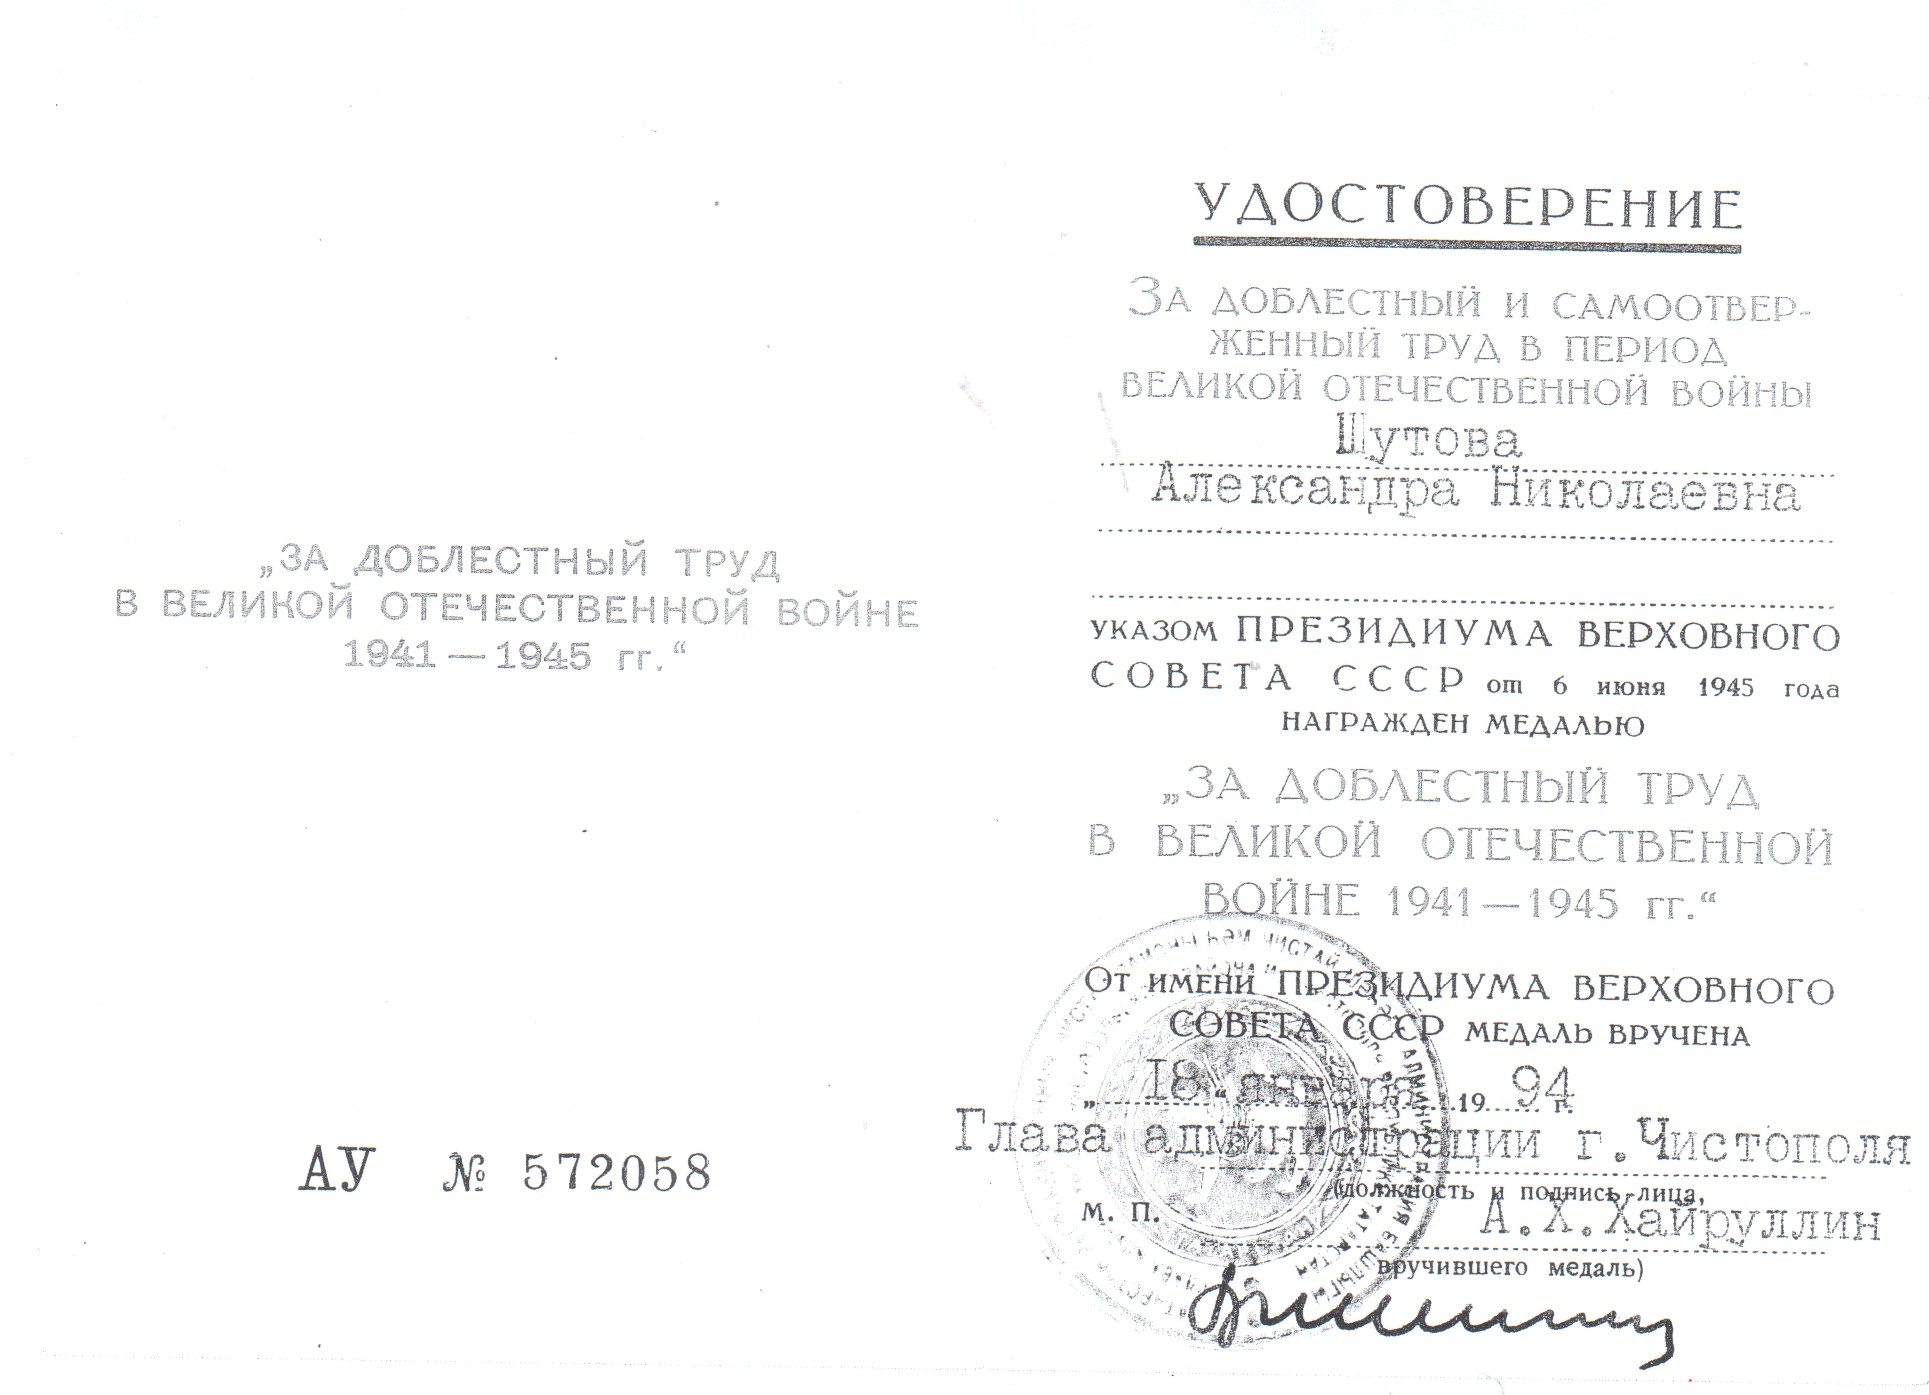 „ЗА ДОБЛЕСТНЫЙ ТРУД
В ВЕЛИКОЙ ОТЕЧЕСТВЕННОЙ ВОЙНЕ
1941 — 1945 гг.“
АУ № 572058
УДОСТОВЕРЕНИЕ
ЗА ДОБЛЕСТНЫЙ И САМООТВЕР-
ЖЕННЫЙ ТРУД В ПЕРИОД
ВЕЛИКОЙ ОТЕЧЕСТВЕННОЙ ВОЙНЫ
Шутова
Александра Николаевна
УКАЗОМ ПРЕЗИДИУМА ВЕРХОВНОГО
СОВЕТА СССР от 6 июня 1945 года
НАГРАЖДЕН МЕДАЛЬЮ
„ЗА ДОБЛЕСТНЫЙ ТРУД
В ВЕЛИКОЙ ОТЕЧЕСТВЕННОЙ
ВОЙНЕ 1941—1945 гг.“
ОТ ИМЕНИ ПРЕЗИДИУМА ВЕРХОВНОГО
СОВЕТА СССР МЕДАЛЬ ВРУЧЕНА
„18“ января 19 94 г.
Глава администрации г.Чистополя
(должность и подпись лица,
М. П. А.Х.Хайруллин
вручившего медаль)